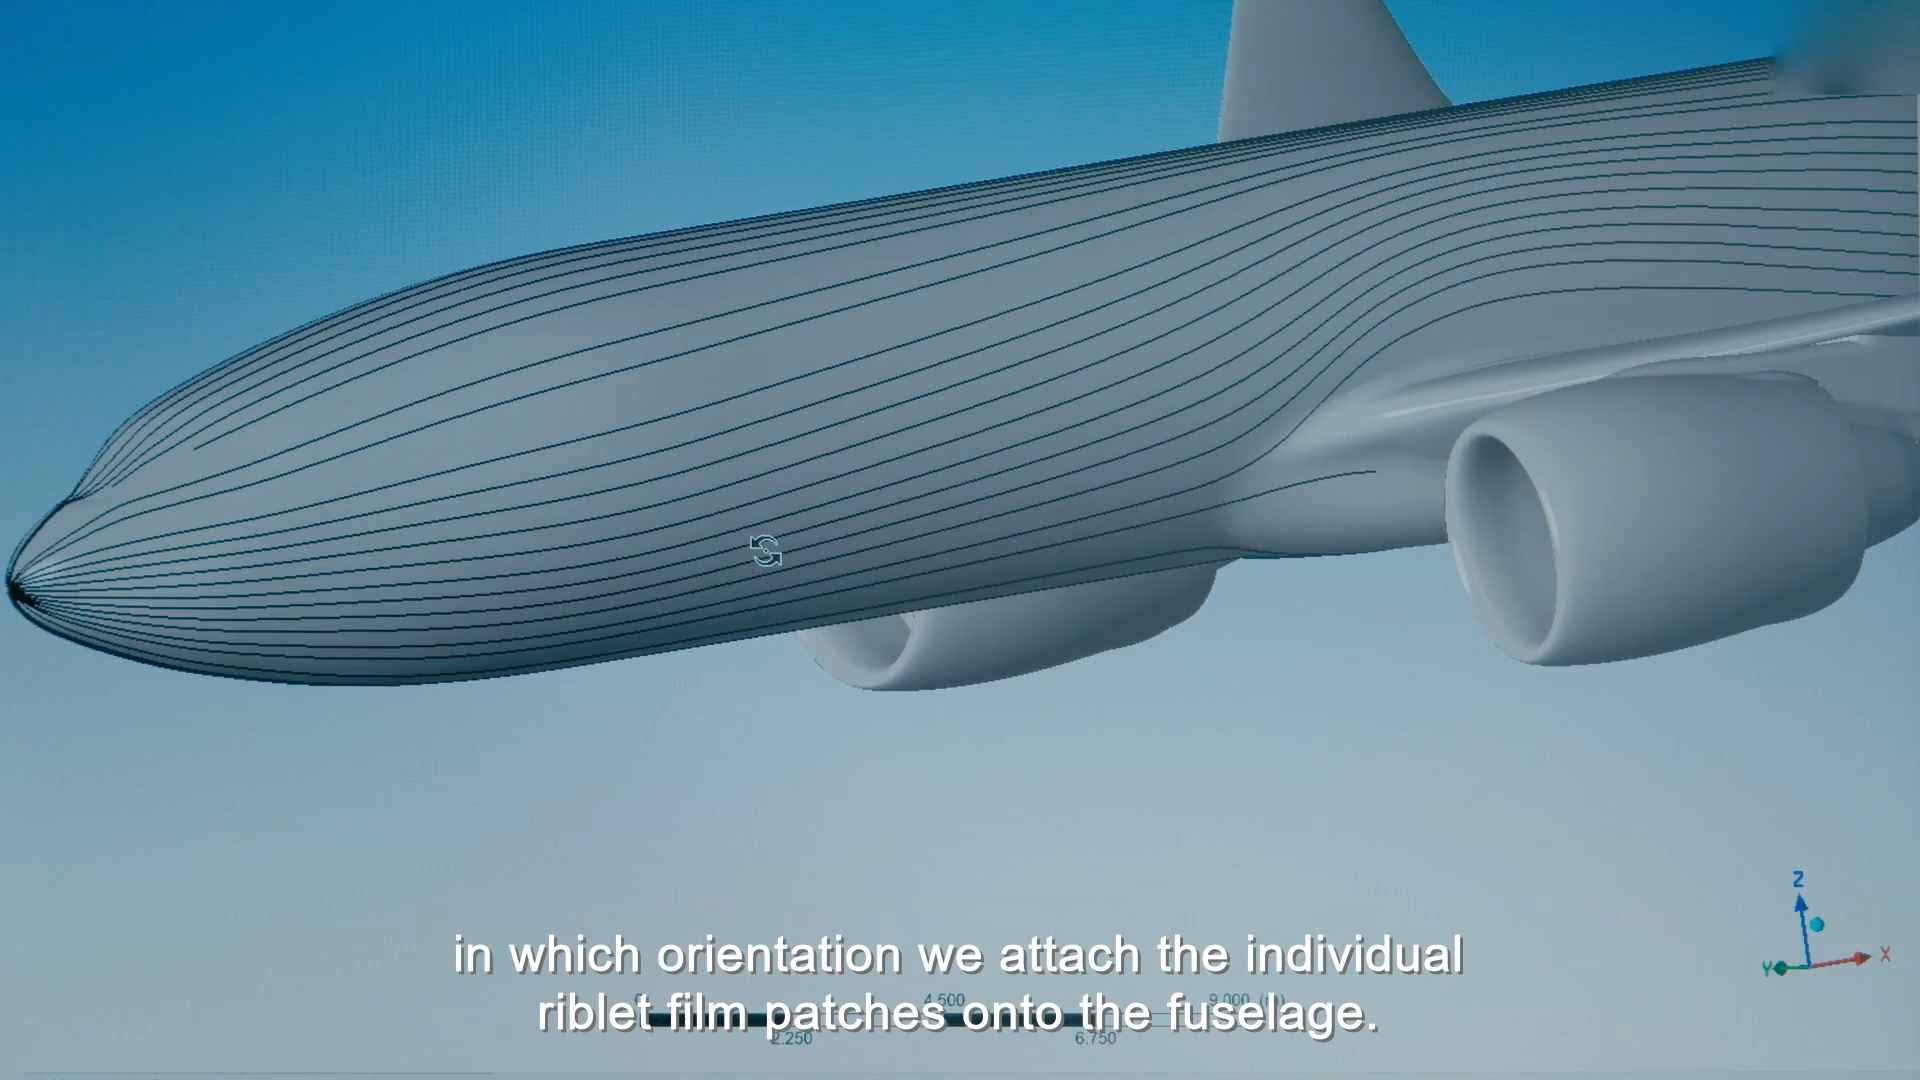 Z
Y
X
in which orientation we attach the individual
riblet film patches onto the fuselage.
0 4.500 9.000 (m)
2.250 6.750